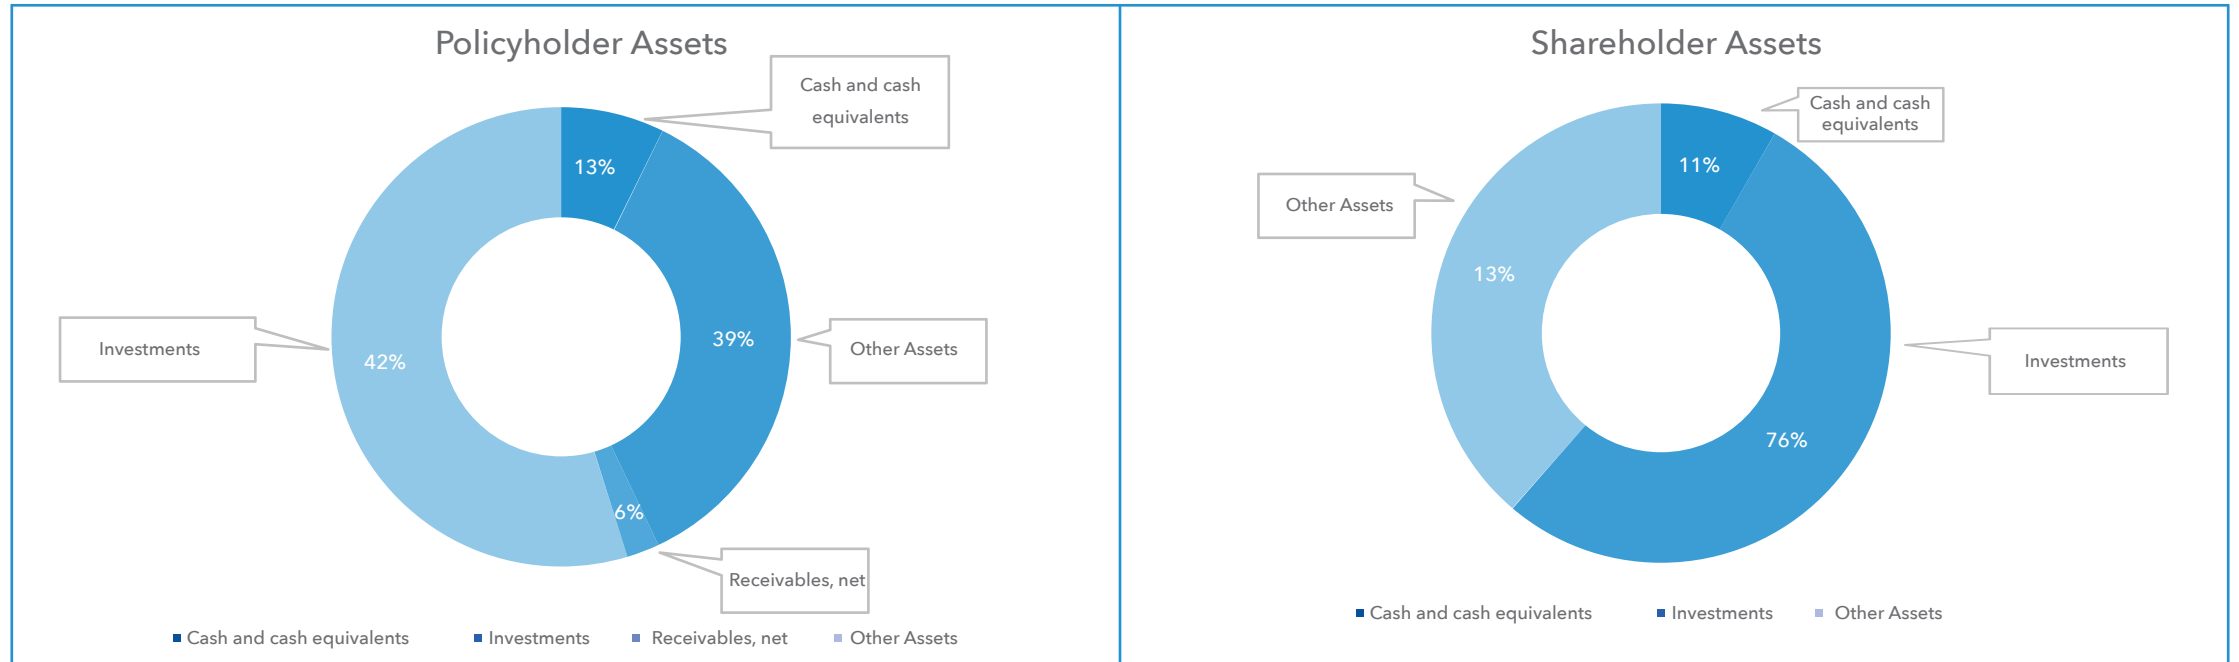 Policyholder Assets
Cash and cash
equivalents
13%
39%
Other Assets
Investments
42%
6%
Receivables, net
Cash and cash equivalents
Investments
Receivables, net
Other Assets
Shareholder Assets
Cash and cash
equivalents
11%
Other Assets
13%
Investments
76%
Cash and cash equivalents
Investments
Other Assets